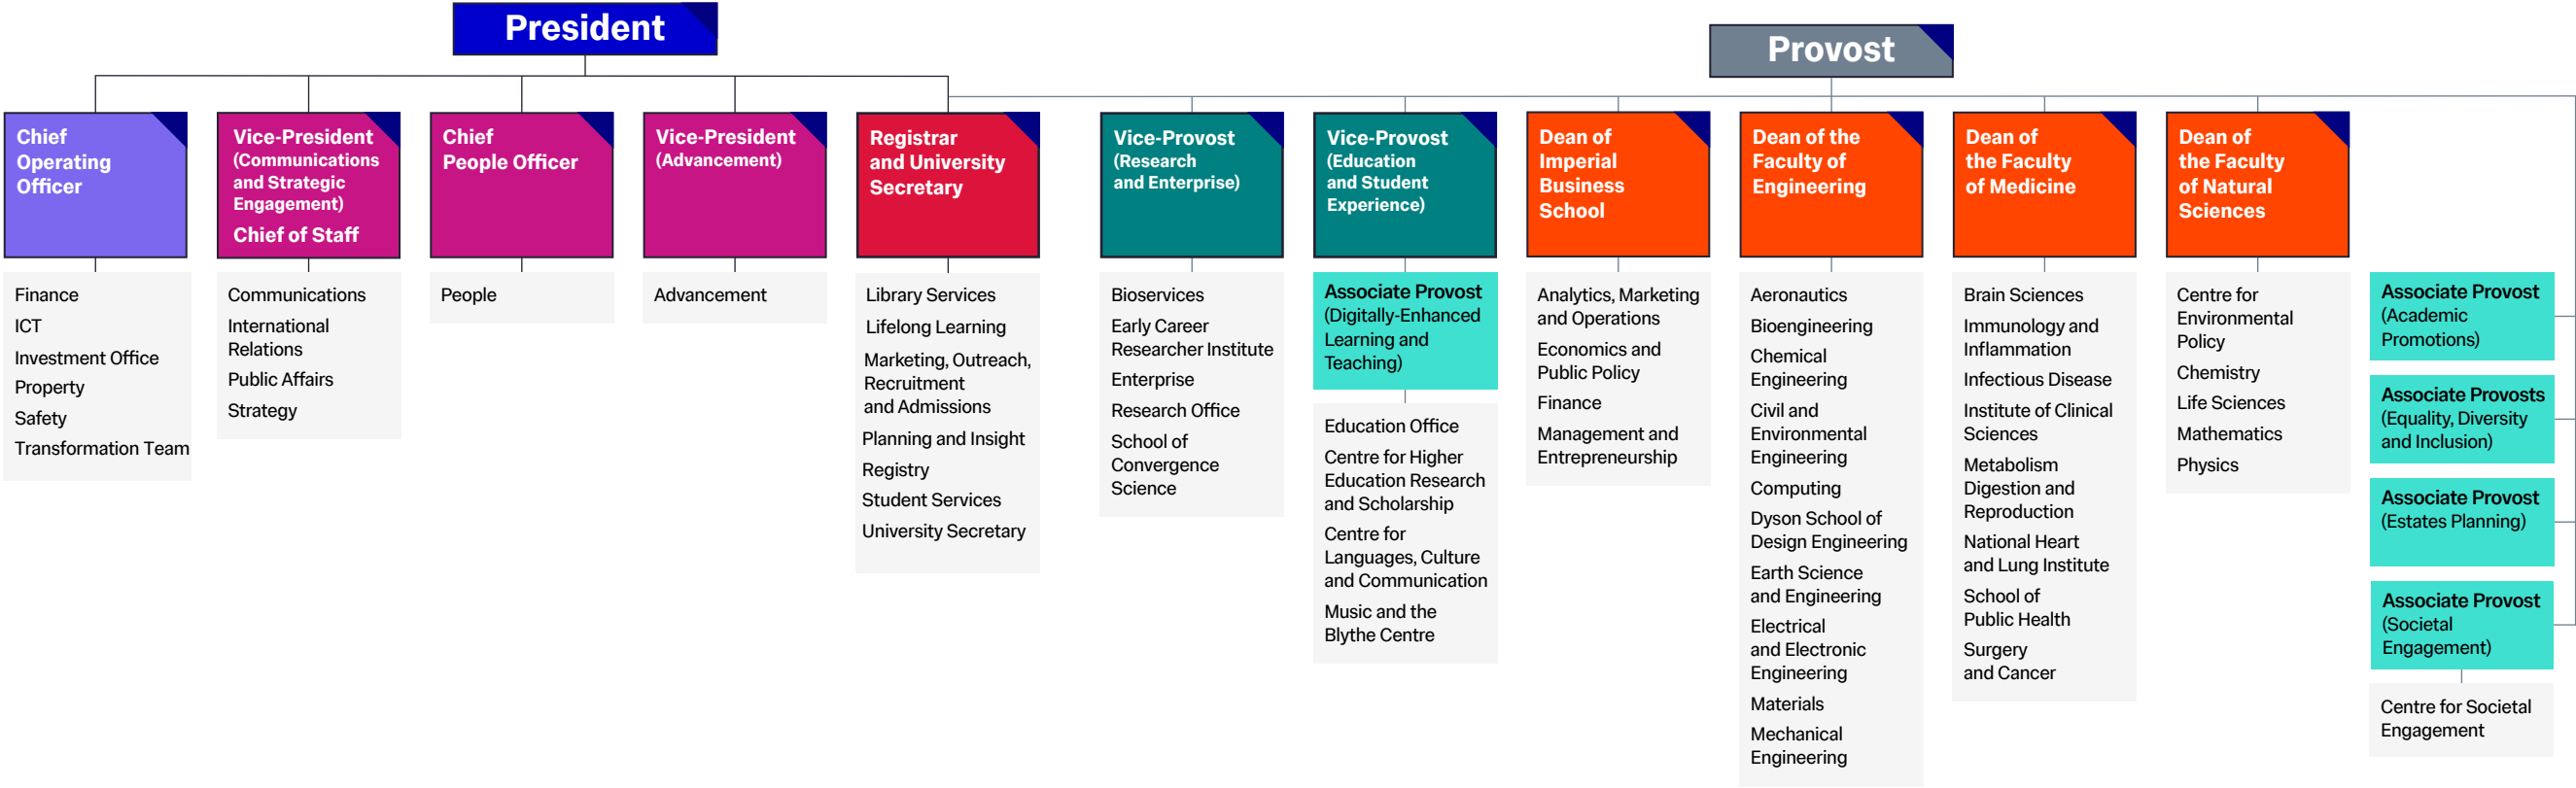 President
Provost
Chief
Operating
Officer
Finance
ICT
Investment Office
Property
Safety
Transformation Team
Vice-President
(Communications
and Strategic
Engagement)
Chief of Staff
Communications
International
Relations
Public Affairs
Strategy
Chief
People Officer
People
Vice-President
(Advancement)
Advancement
Registrar
and University
Secretary
Library Services
Lifelong Learning
Marketing, Outreach,
Recruitment
and Admissions
Planning and Insight
Registry
Student Services
University Secretary
Vice-Provost
(Research
and Enterprise)
Bioservices
Early Career
Researcher Institute
Enterprise
Research Office
School of
Convergence
Science
Vice-Provost
(Education
and Student
Experience)
Associate Provost
(Digitally-Enhanced
Learning and
Teaching)
Education Office
Centre for Higher
Education Research
and Scholarship
Centre for
Languages, Culture
and Communication
Music and the
Blythe Centre
Dean of
Imperial
Business
School
Analytics, Marketing
and Operations
Economics and
Public Policy
Finance
Management and
Entrepreneurship
Dean of the
Faculty of
Engineering
Aeronautics
Bioengineering
Chemical
Engineering
Civil and
Environmental
Engineering
Computing
Dyson School of
Design Engineering
Earth Science
and Engineering
Electrical
and Electronic
Engineering
Materials
Mechanical
Engineering
Dean of
the Faculty
of Medicine
Brain Sciences
Immunology and
Inflammation
Infectious Disease
Institute of Clinical
Sciences
Metabolism
Digestion and
Reproduction
National Heart
and Lung Institute
School of
Public Health
Surgery
and Cancer
Dean of
the Faculty
of Natural
Sciences
Centre for
Environmental
Policy
Chemistry
Life Sciences
Mathematics
Physics
Associate Provost
(Academic
Promotions)
Associate Provosts
(Equality, Diversity
and Inclusion)
Associate Provost
(Estates Planning)
Associate Provost
(Societal
Engagement)
Centre for Societal
Engagement